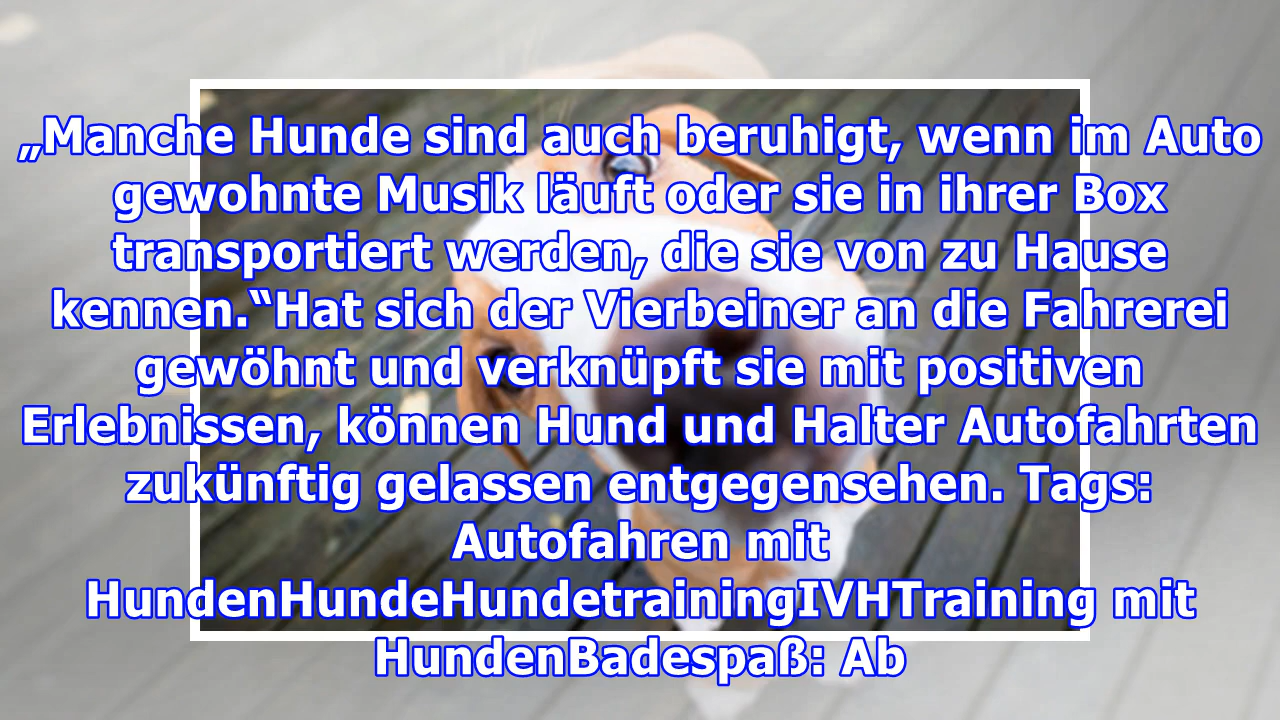 „Manche Hunde sind auch beruhigt, wenn im Auto
gewohnte Musik läuft oder sie in ihrer Box
transportiert werden, die sie von zu Hause
kennen.“Hat sich der Vierbeiner an die Fahrerei
gewöhnt und verknüpft sie mit positiven
Erlebnissen, können Hund und Halter Autofahrten
zukünftig gelassen entgegensehen. Tags:
Autofahren mit
HundenHundeHundetrainingIVHTraining mit
HundenBadespaß: Ab